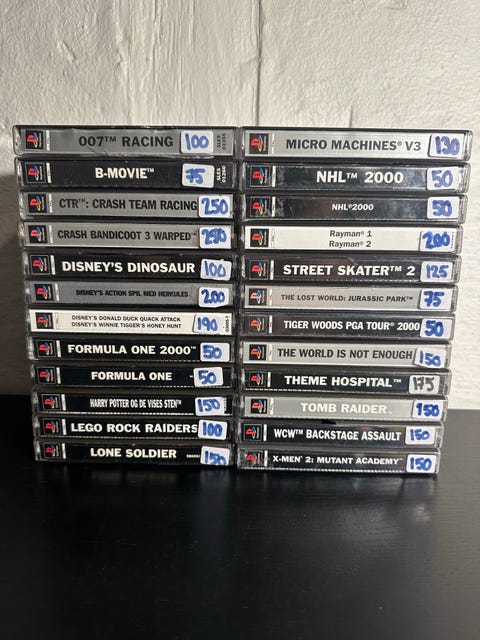 007 RACING 100
B-MOVIE™ 75
CTR™: CRASH TEAM RACING 250
CRASH BANDICOOT 3 WARPED™ 250
DISNEY'S DINOSAUR 100
DISNEY'S ACTION SPIL MED HERKULES 200
DISNEY'S DONALD DUCK QUACK ATTACK
DISNEY'S WINNIE TIGGER'S HONEY HUNT 190
FORMULA ONE 2000™ 50
FORMULA ONE 50
HARRY POTTER OG DE VISES STEN™ 150
LEGO ROCK RAIDERS 100
LONE SOLDIER 150
MICRO MACHINES® V3 130
NHL™ 2000 50
NHL®2000 50
Rayman® 1
Rayman® 2 200
STREET SKATER™ 2 125
THE LOST WORLD: JURASSIC PARK™ 75
TIGER WOODS PGA TOUR® 2000 50
THE WORLD IS NOT ENOUGH 150
THEME HOSPITAL™ 175
TOMB RAIDER™ 150
WCW™ BACKSTAGE ASSAULT 150
X-MEN™ 2: MUTANT ACADEMY™ 150